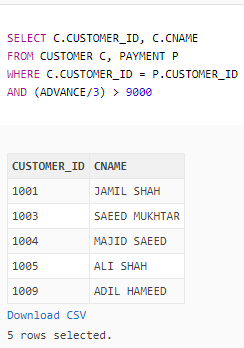 SELECT C.CUSTOMER_ID, C.CNAME
FROM CUSTOMER C, PAYMENT P
WHERE C.CUSTOMER_ID = P.CUSTOMER_ID
AND (ADVANCE/3) > 9000
CUSTOMER_ID CNAME
1001 JAMIL SHAH
1003 SAEED MUKHTAR
1004 MAJID SAEED
1005 ALI SHAH
1009 ADIL HAMEED
Download CSV
5 rows selected.